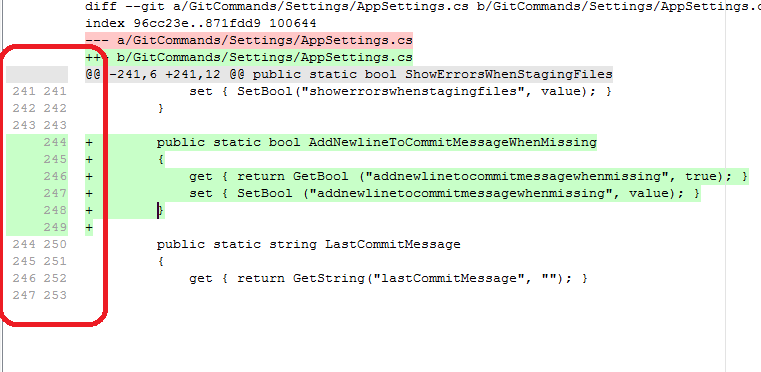 diff --git a/GitCommands/Settings/AppSettings.cs b/GitCommands/Settings/AppSettings.
index 96cc23e..871fdd9 100644
--- a/GitCommands/Settings/AppSettings.cs
+++ b/GitCommands/Settings/AppSettings.cs
@@ -241,6 +241,12 @@ public static bool ShowErrorsWhenStagingFiles
241 241 set { SetBool("showerrorswhenstagingfiles", value); }
242 242 }
243 243
244 + public static bool AddNewlineToCommitMessageWhenMissing
245 + {
246 + get { return GetBool ("addnewlinetocommitmessagewhenmissing", true); }
247 + set { SetBool ("addnewlinetocommitmessagewhenmissing", value); }
248 + }
249 +
244 250 public static string LastCommitMessage
245 251 {
246 252 get { return GetString("lastCommitMessage", ""); }
247 253